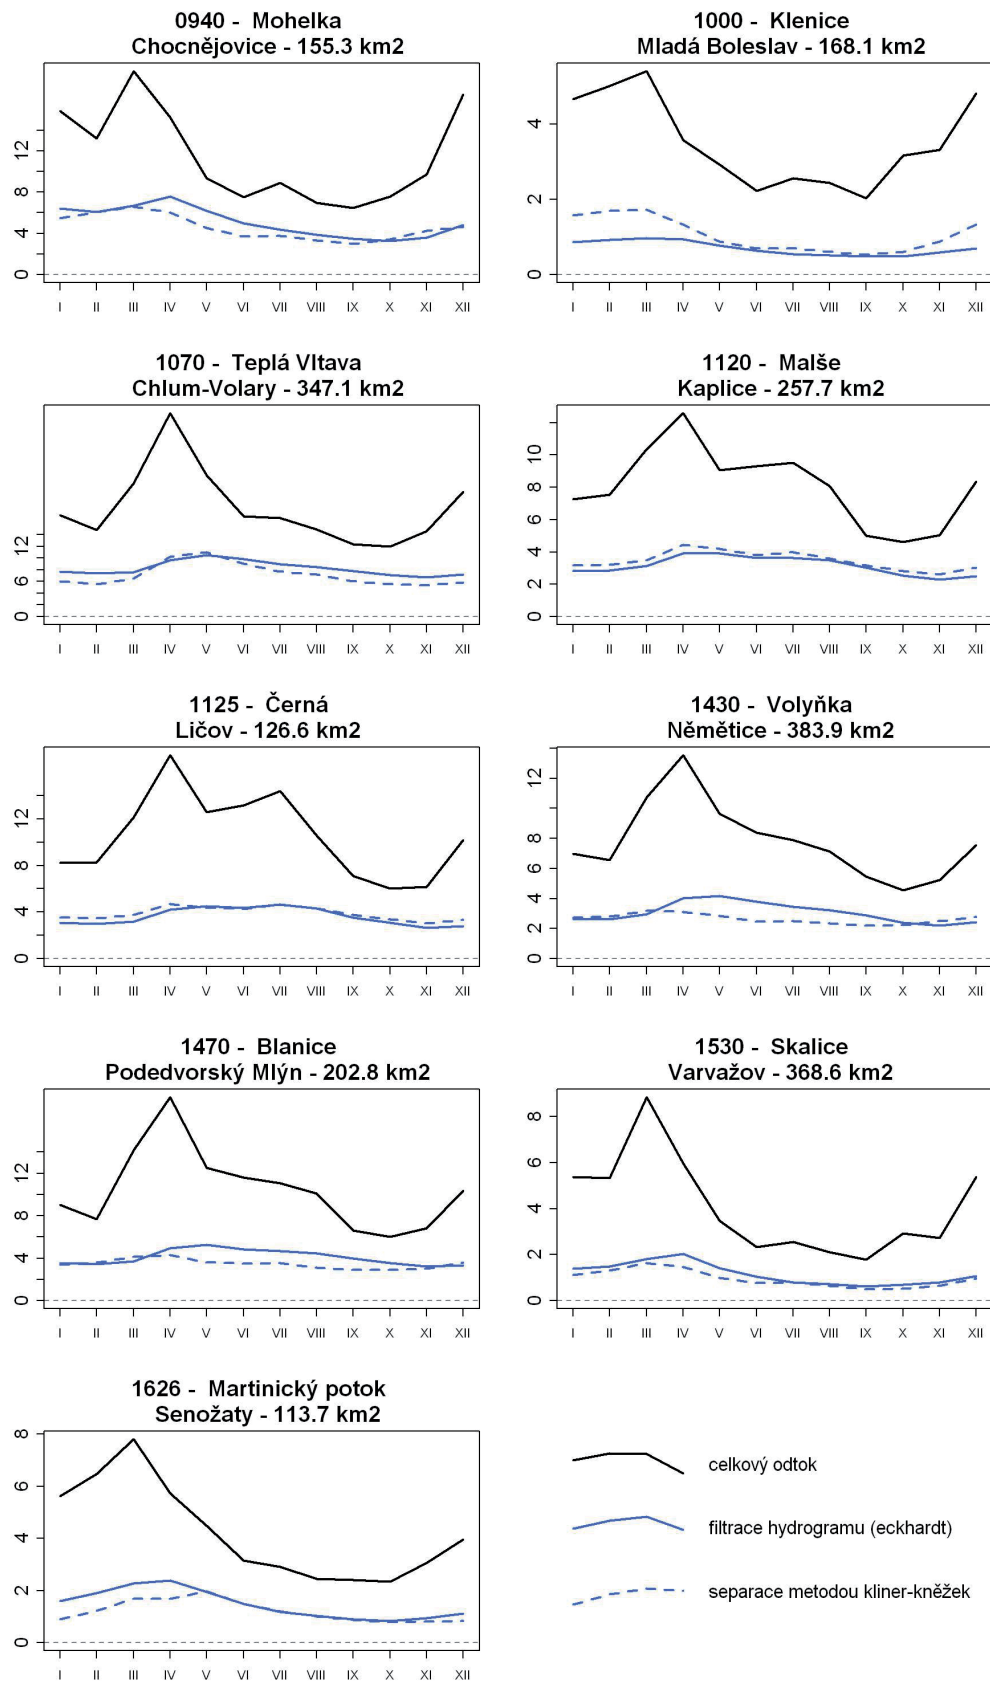 0940 - Mohelka
Chocnějovice - 155.3 km2
12
8
4
0
I II III IV V VI VII VIII IX X XI XII
1000 - Klenice
Mladá Boleslav - 168.1 km2
4
2
0
I II III IV V VI VII VIII IX X XI XII
1070 - Teplá Vltava
Chlum-Volary - 347.1 km2
12
6
0
I II III IV V VI VII VIII IX X XI XII
1120 - Malše
Kaplice - 257.7 km2
10
8
6
4
2
0
I II III IV V VI VII VIII IX X XI XII
1125 - Černá
Ličov - 126.6 km2
12
8
4
0
I II III IV V VI VII VIII IX X XI XII
1430 - Volyňka
Němětice - 383.9 km2
12
8
6
4
2
0
I II III IV V VI VII VIII IX X XI XII
1470 - Blanice
Podedvorský Mlýn - 202.8 km2
12
8
4
0
I II III IV V VI VII VIII IX X XI XII
1530 - Skalice
Varvažov - 368.6 km2
8
6
4
2
0
I II III IV V VI VII VIII IX X XI XII
1626 - Martinický potok
Senožaty - 113.7 km2
8
6
4
2
0
I II III IV V VI VII VIII IX X XI XII
celkový odtok
filtrace hydrogramu (eckhardt)
separace metodou kliner-kněžek